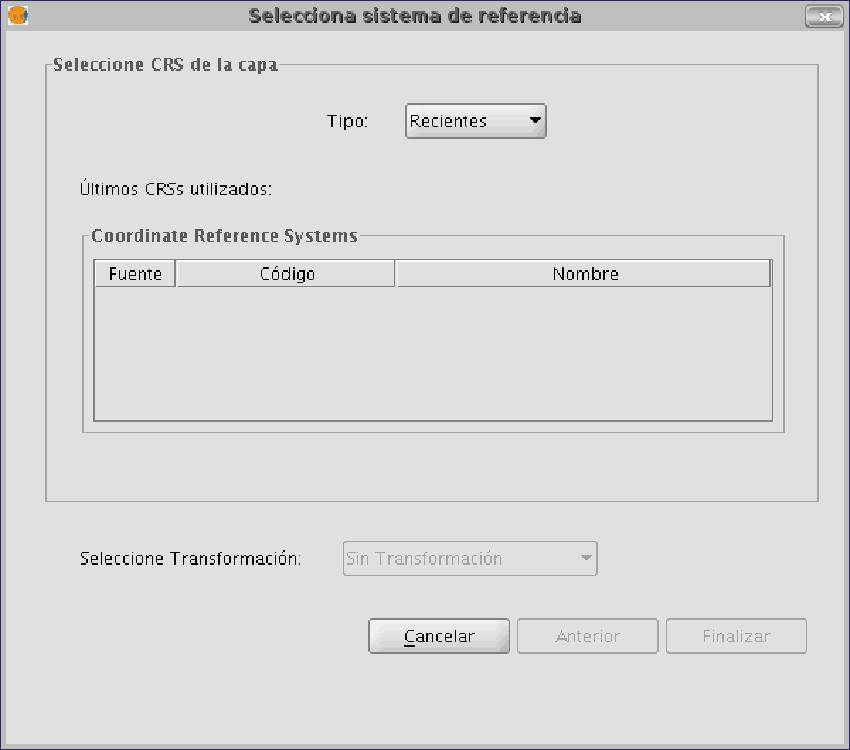 Selecciona sistema de referencia
Seleccione CRS de la capa
Tipo: Recientes
Últimos CRSs utilizados:
Coordinate Reference Systems
Fuente Código Nombre
Seleccione Transformación: Sin Transformación
Cancelar Anterior Finalizar